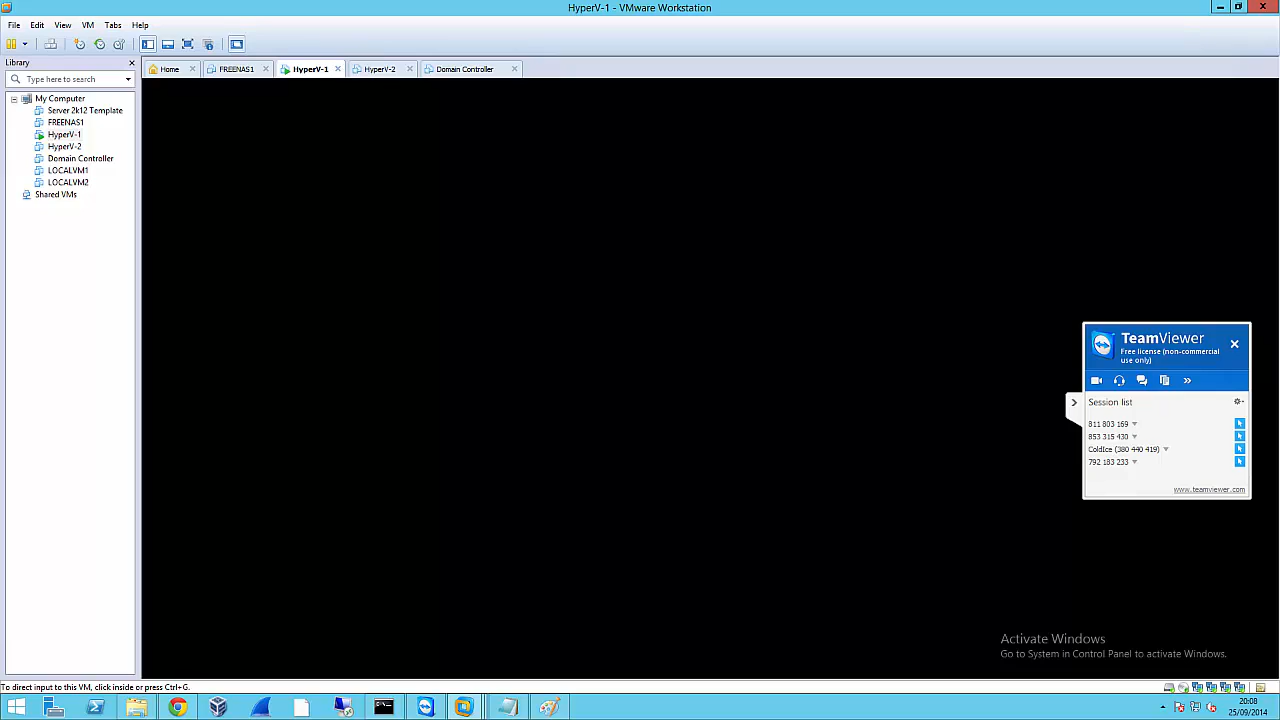 HyperV-1 - VMware Workstation
File Edit View VM Tabs Help
Library
Type here to search
Home
FREENAS1
HyperV-1
HyperV-2
Domain Controller
My Computer
Server 2k12 Template
FREENAS1
HyperV-1
HyperV-2
Domain Controller
LOCALVM1
LOCALVM2
Shared VMs
TeamViewer
Free license (non-commercial
use only)
Session list
811 803 169
853 315 430
ColdIce (380 440 419)
792 183 233
www.teamviewer.com
Activate Windows
Go to System in Control Panel to activate Windows.
To direct input to this VM, click inside or press Ctrl+G.
20:08
25/09/2014